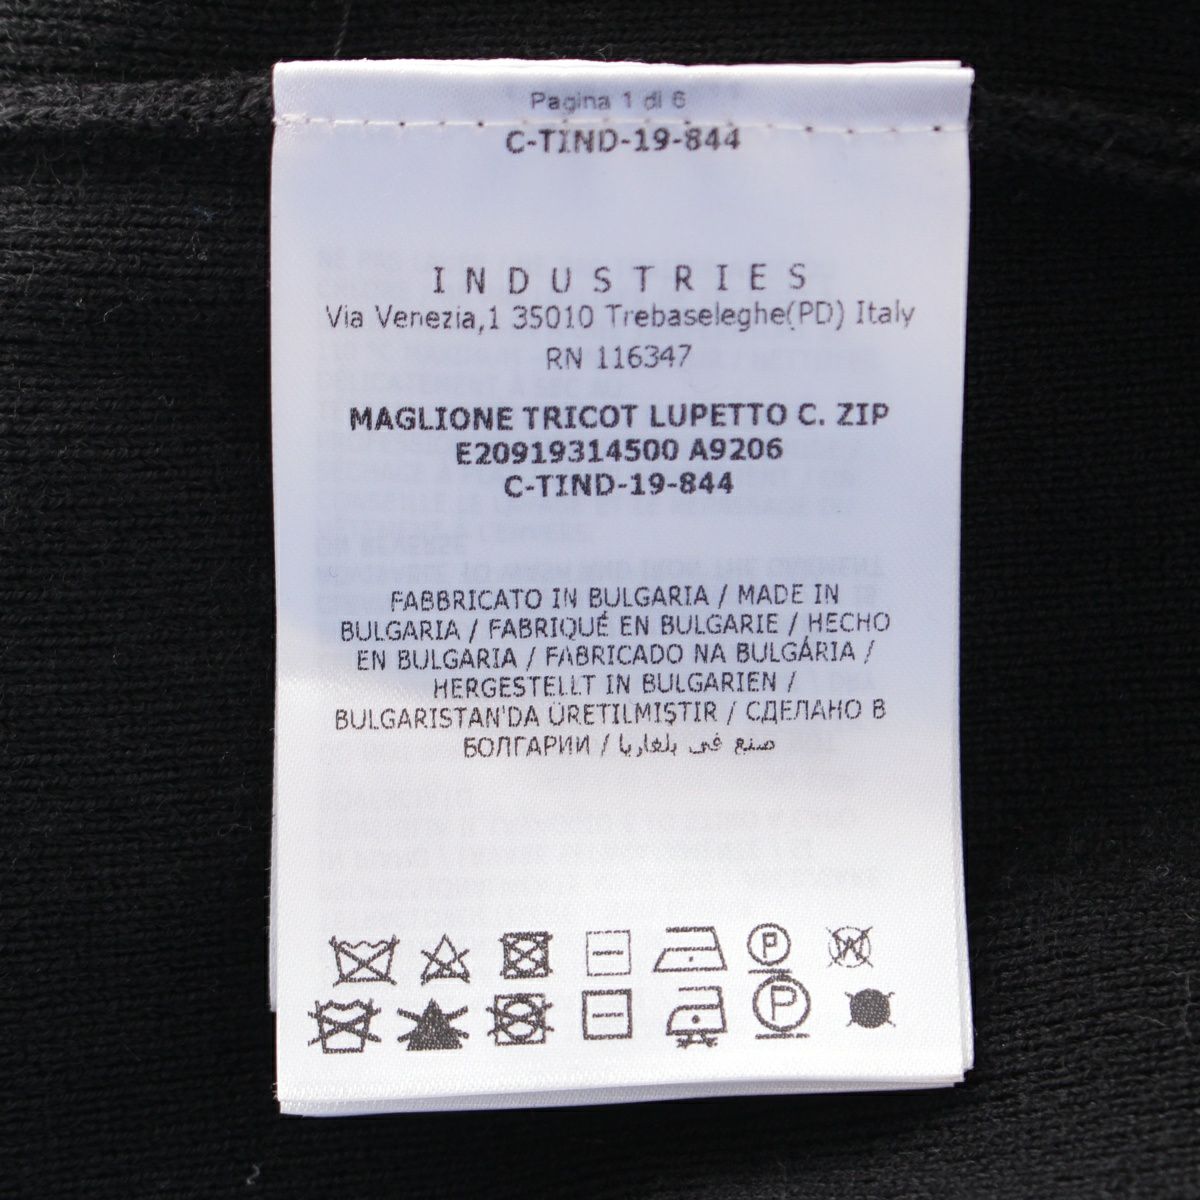 Pagina 1 di 6
C-TIND-19-844
INDUSTRIES
Via Venezia,1 35010 Trebaseleghe(PD) Italy
RN 116347
MAGLIONE TRICOT LUPETTO C. ZIP
E20919314500 A9206
C-TIND-19-844
FABBRICATO IN BULGARIA / MADE IN
BULGARIA / FABRIQUÉ EN BULGARIE / HECHO
EN BULGARIA / FABRICADO NA BULGÁRIA /
HERGESTELLT IN BULGARIEN /
BULGARISTAN'DA ÜRETILMIŞTIR / СДЕЛАНО В
БОЛГАРИИ / صنع في بلغاريا
P W
P